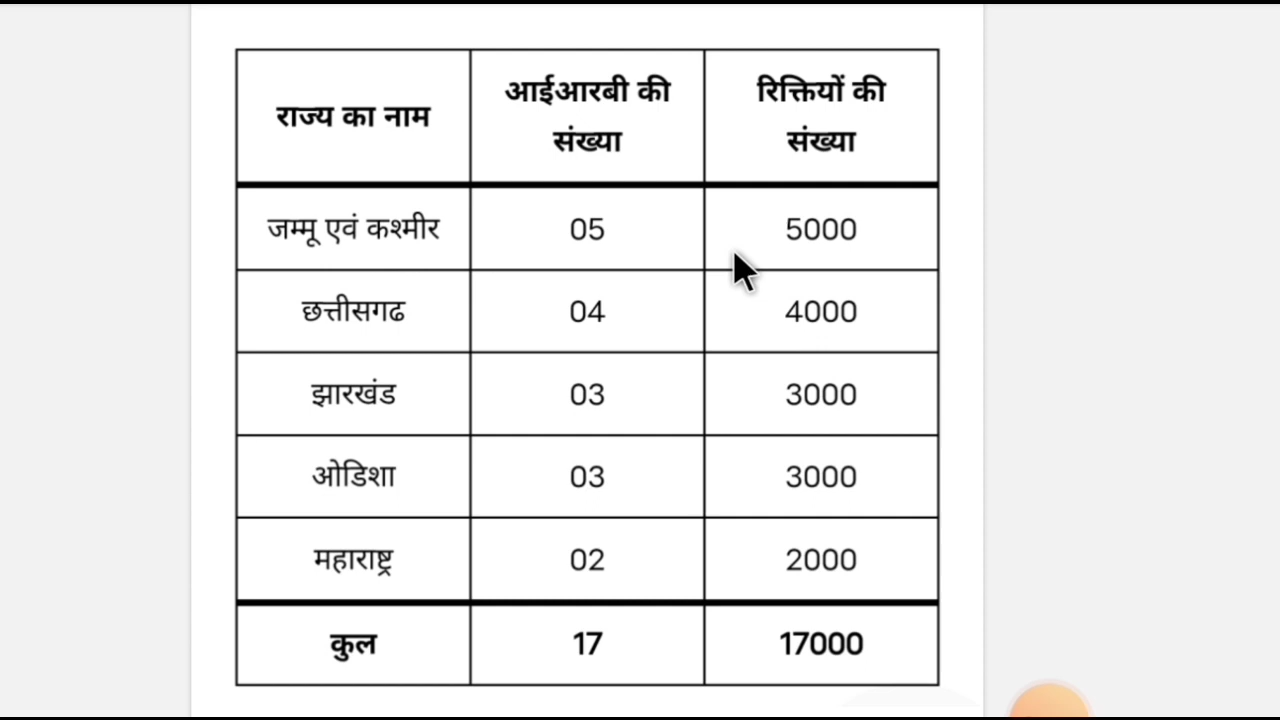 राज्य का नाम
आईआरबी की
संख्या
रिक्तियों की
संख्या
जम्मू एवं कश्मीर 05 5000
छत्तीसगढ 04 4000
झारखंड 03 3000
ओडिशा 03 3000
महाराष्ट्र 02 2000
कुल 17 17000